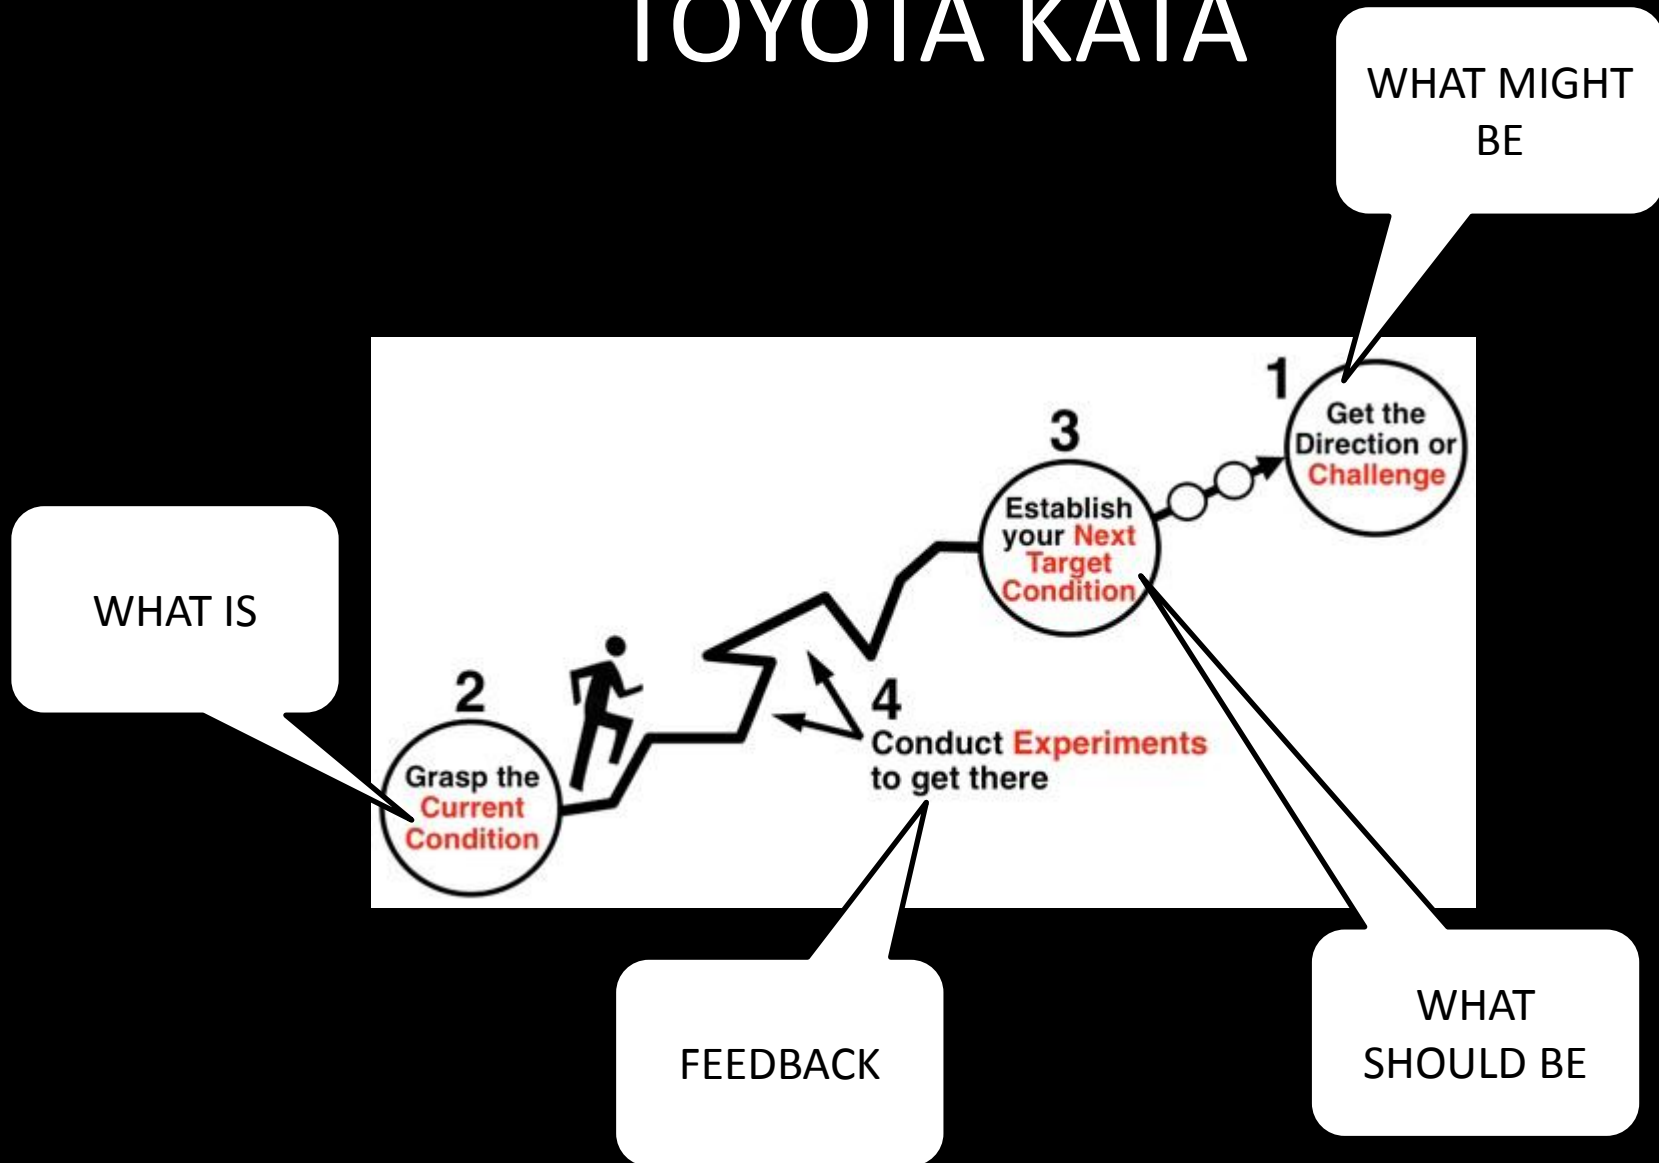 TOYOTA KATA
WHAT MIGHT
BE
1
Get the
Direction or
Challenge
3
Establish
your Next
Target
Condition
WHAT IS
2
Grasp the
Current
Condition
4
Conduct Experiments
to get there
FEEDBACK
WHAT
SHOULD BE